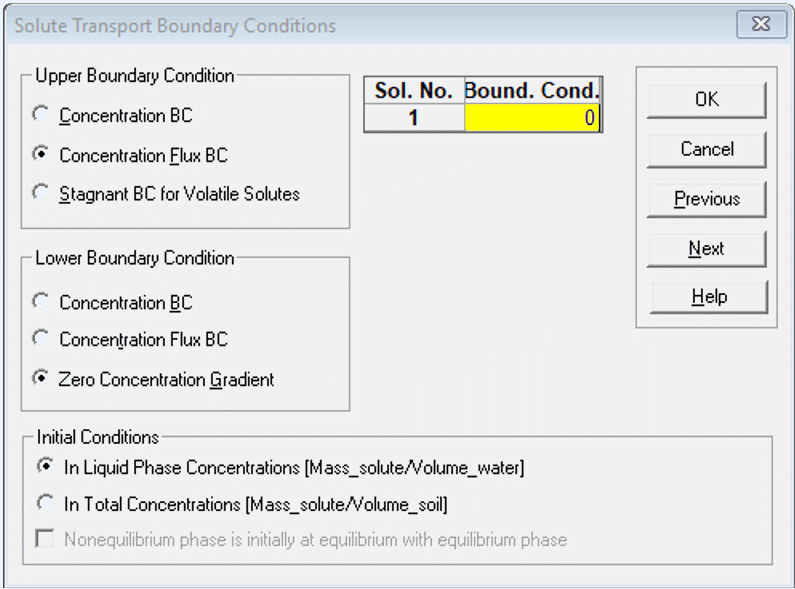 Solute Transport Boundary Conditions
Upper Boundary Condition
Concentration BC
Concentration Flux BC
Stagnant BC for Volatile Solutes
Sol. No. Bound. Cond.
1 0
OK
Cancel
Previous
Next
Help
Lower Boundary Condition
Concentration BC
Concentration Flux BC
Zero Concentration Gradient
Initial Conditions
In Liquid Phase Concentrations [Mass_solute/Volume_water]
In Total Concentrations [Mass_solute/Volume_soil]
Nonequilibrium phase is initially at equilibrium with equilibrium phase